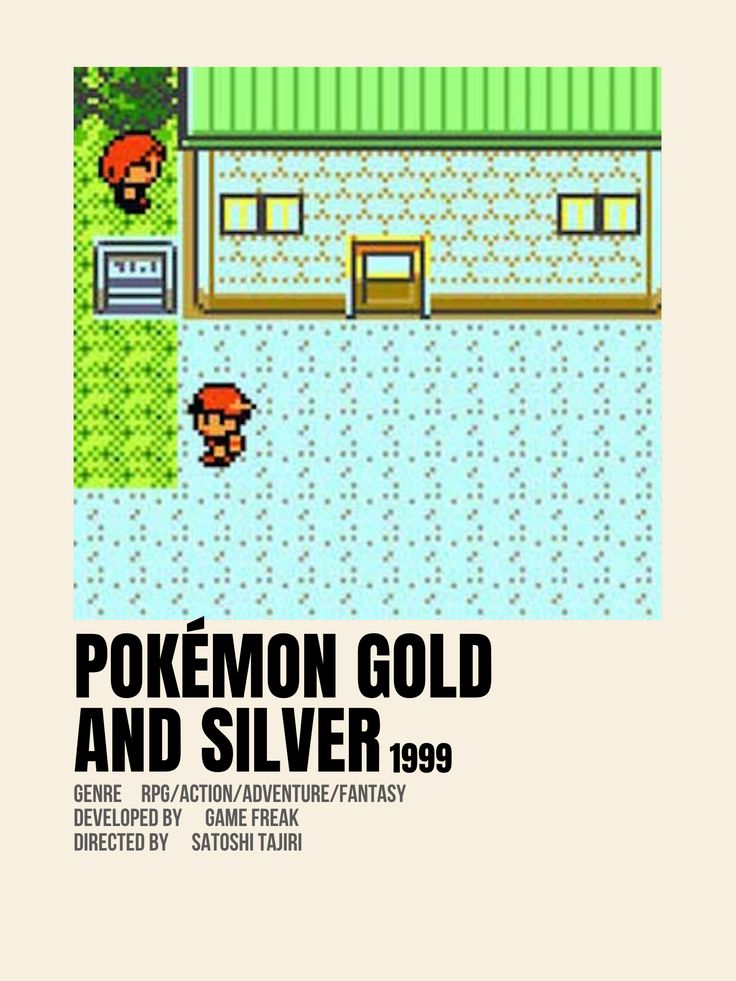 POKÉMON GOLD
AND SILVER 1999
GENRE RPG/ACTION/ADVENTURE/FANTASY
DEVELOPED BY GAME FREAK
DIRECTED BY SATOSHI TAJIRI